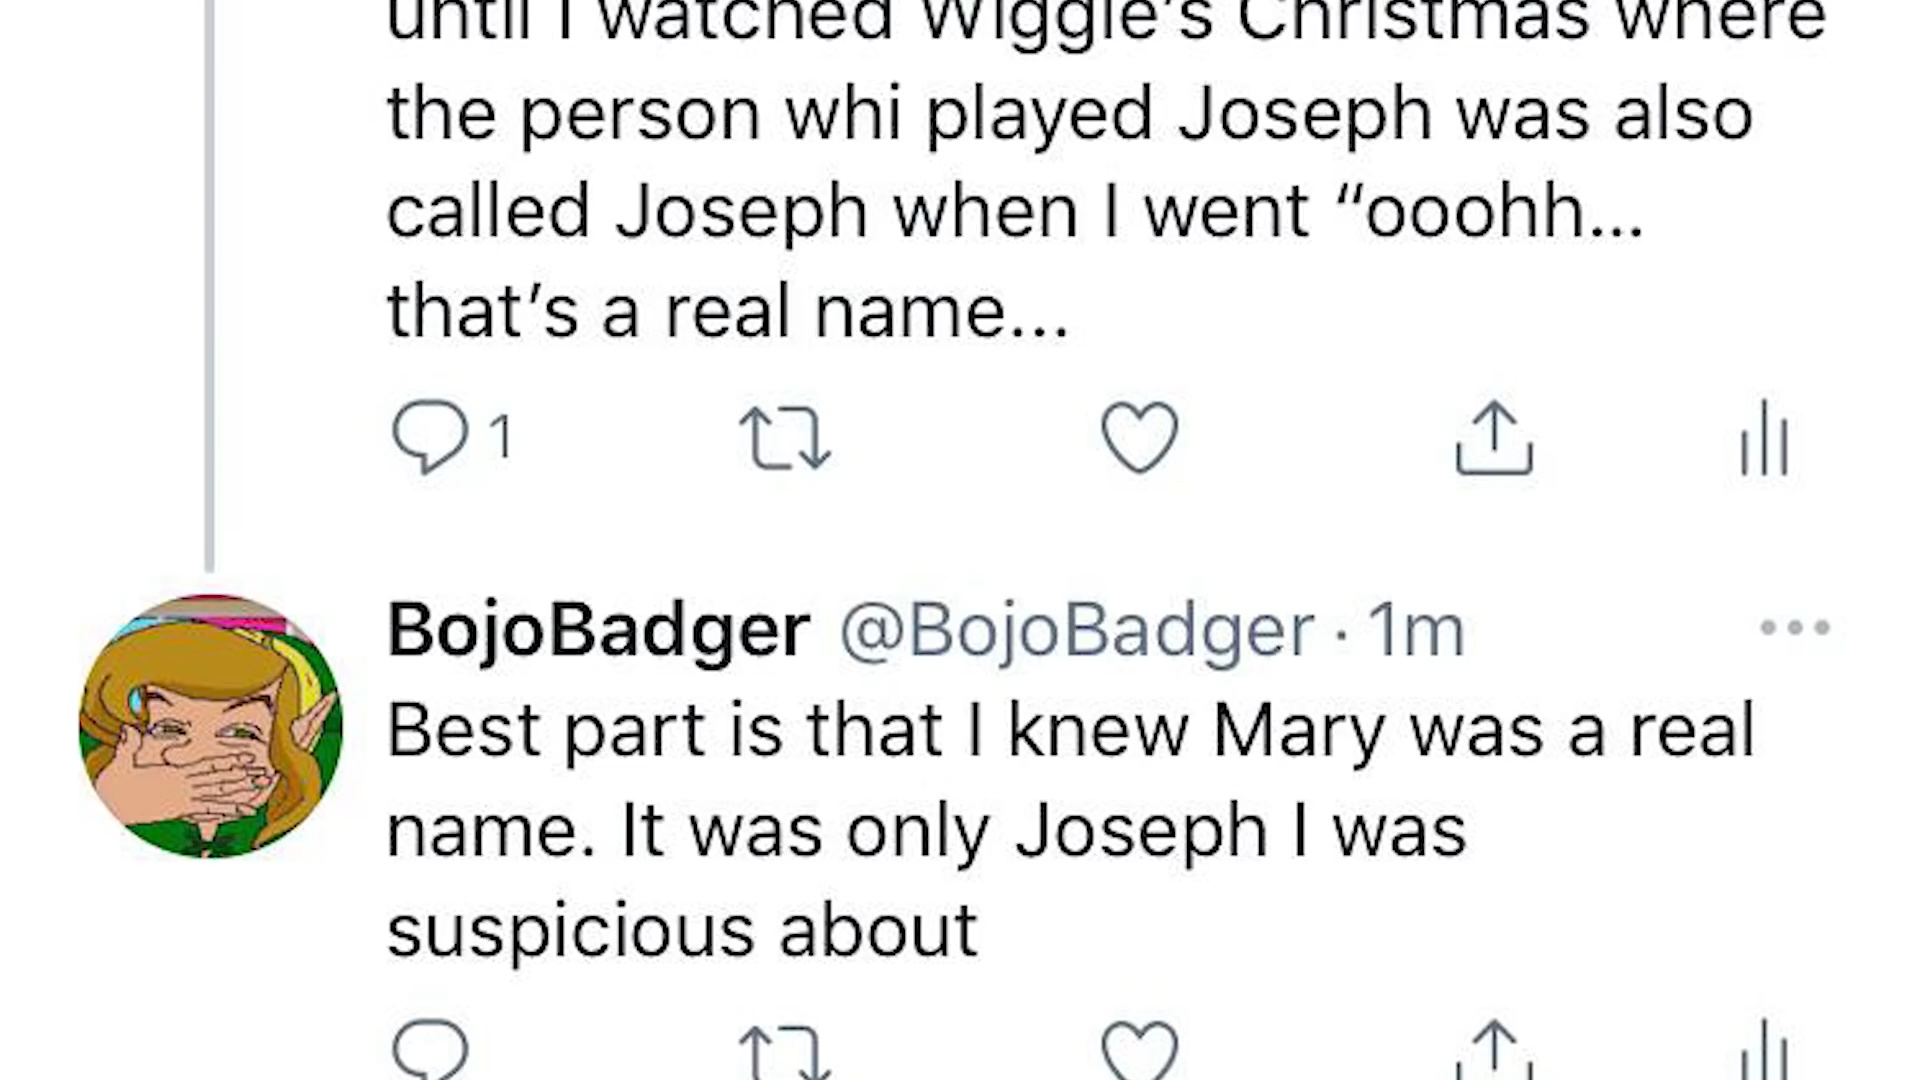 until I watched Wiggle's Christmas where
the person whi played Joseph was also
called Joseph when I went “ooohh...
that's a real name...
1
BojoBadger @BojoBadger · 1m
Best part is that I knew Mary was a real
name. It was only Joseph I was
suspicious about